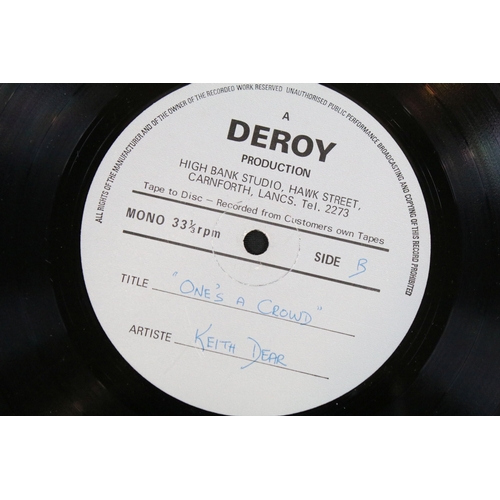 ALL RIGHTS OF THE MANUFACTURER AND OF THE OWNER OF THE RECORDED WORK RESERVED. UNAUTHORISED PUBLIC PERFORMANCE BROADCASTING AND COPYING OF THIS RECORD PROHIBITED
A
DEROY
PRODUCTION
HIGH BANK STUDIO, HAWK STREET,
CARNFORTH, LANCS. Tel. 2273
Tape to Disc – Recorded from Customers own Tapes
MONO 33⅓rpm SIDE B
TITLE "ONE'S A CROWD"
ARTISTE KEITH DEAR